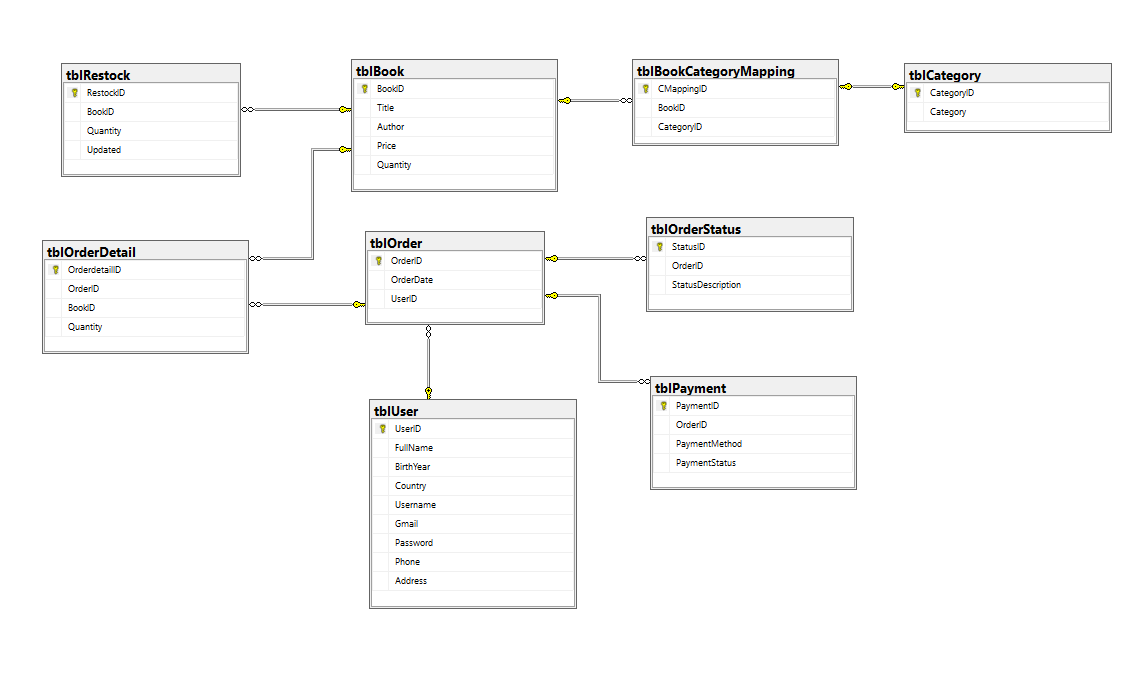 tblRestock
RestockID
BookID
Quantity
Updated
tblBook
BookID
Title
Author
Price
Quantity
tblBookCategoryMapping
CMappingID
BookID
CategoryID
tblCategory
CategoryID
Category
tblOrderDetail
OrderdetailID
OrderID
BookID
Quantity
tblOrder
OrderID
OrderDate
UserID
tblOrderStatus
StatusID
OrderID
StatusDescription
tblPayment
PaymentID
OrderID
PaymentMethod
PaymentStatus
tblUser
UserID
FullName
BirthYear
Country
Username
Gmail
Password
Phone
Address